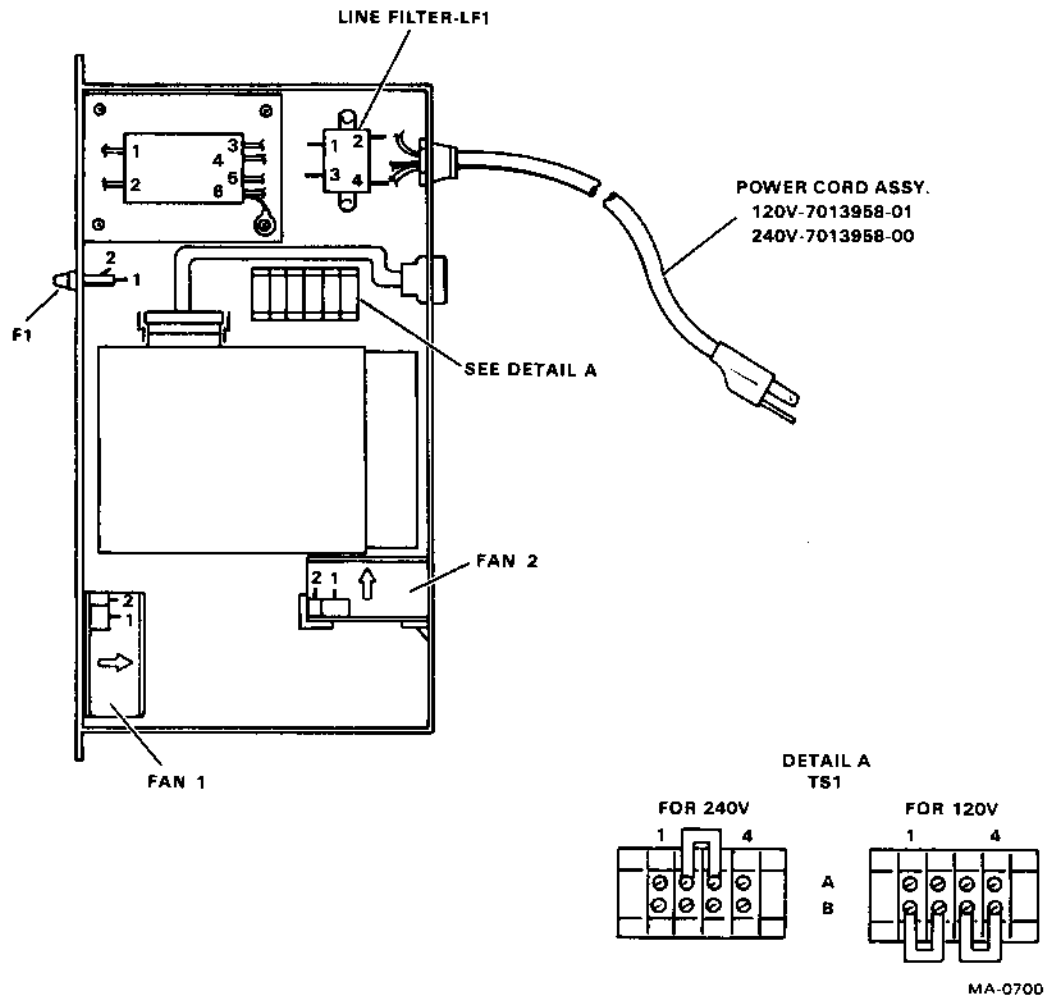 LINE FILTER-LF1
1
2
3
4
5
6
1
2
3
4
POWER CORD ASSY.
120V-7013958-01
240V-7013958-00
2
1
F1
SEE DETAIL A
FAN 2
2 1
2
1
FAN 1
DETAIL A
TS1
FOR 240V
FOR 120V
1 4
1 4
A
B
MA-0700